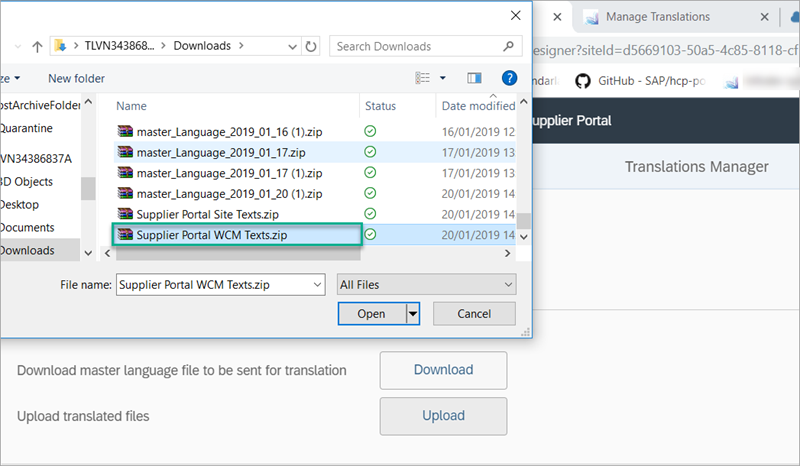 Manage Translations
TLVN343868... > Downloads >
Search Downloads
esigner?siteId=d5669103-50a5-4c85-8118-cf
ze
New folder
GitHub - SAP/hcp-po
ndark
Name
Status
Date modified
ostArchiveFolder
Quarantine
VN34386837A
3D Objects
Desktop
Documents
Downloads
master_Language_2019_01_16 (1).zip
16/01/2019 12
master_Language_2019_01_17.zip
17/01/2019 13
master_Language_2019_01_17 (1).zip
17/01/2019 13
master_Language_2019_01_20 (1).zip
20/01/2019 14
Supplier Portal Site Texts.zip
20/01/2019 14
Supplier Portal WCM Texts.zip
20/01/2019 14
upplier Portal
Translations Manager
File name:
Supplier Portal WCM Texts.zip
All Files
Open
Cancel
Download master language file to be sent for translation
Download
Upload translated files
Upload